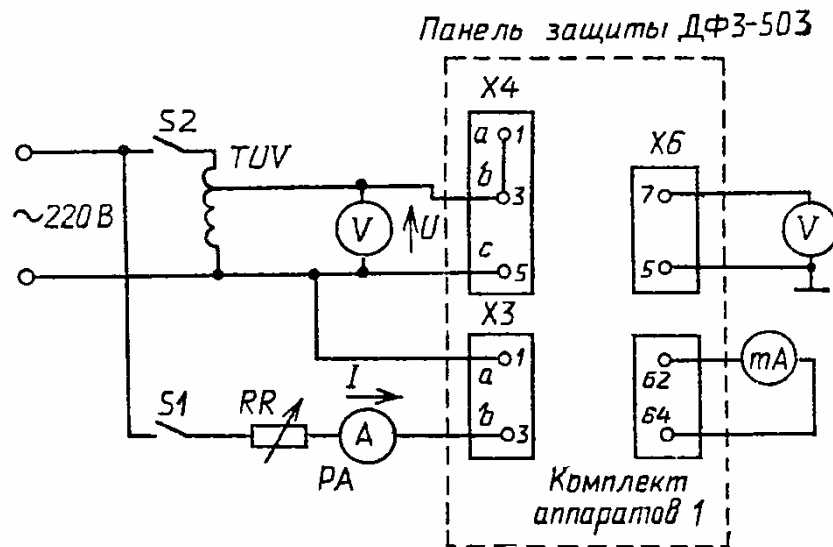 Панель защиты ДФЗ-503
X4
S2
TUV
a 1
b 3
c 5
X6
7
5
V
~220 В
V
U
X3
a 1
b 3
S1
RR
I
A
PA
62
64
mA
Комплект
аппаратов 1